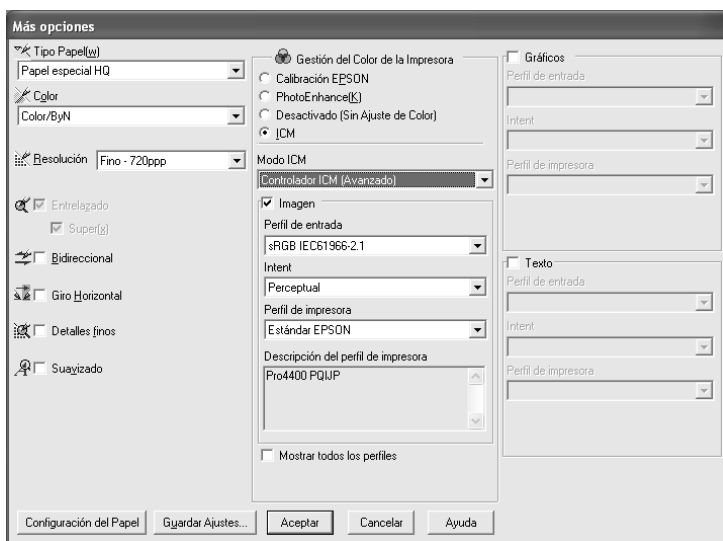 Más opciones
Tipo Papel(w)
Papel especial HQ
Color
Color/ByN
Resolución Fino - 720ppp
Entrelazado
Super(x)
Bidireccional
Giro Horizontal
Detalles finos
Suavizado
Gestión del Color de la Impresora
Calibración EPSON
PhotoEnhance(K)
Desactivado (Sin Ajuste de Color)
ICM
Modo ICM
Controlador ICM (Avanzado)
Imagen
Perfil de entrada
sRGB IEC61966-2.1
Intent
Perceptual
Perfil de impresora
Estándar EPSON
Descripción del perfil de impresora
Pro4400 PQIJP
Mostrar todos los perfiles
Gráficos
Perfil de entrada
Intent
Perfil de impresora
Texto
Perfil de entrada
Intent
Perfil de impresora
Configuración del Papel Guardar Ajustes... Aceptar Cancelar Ayuda